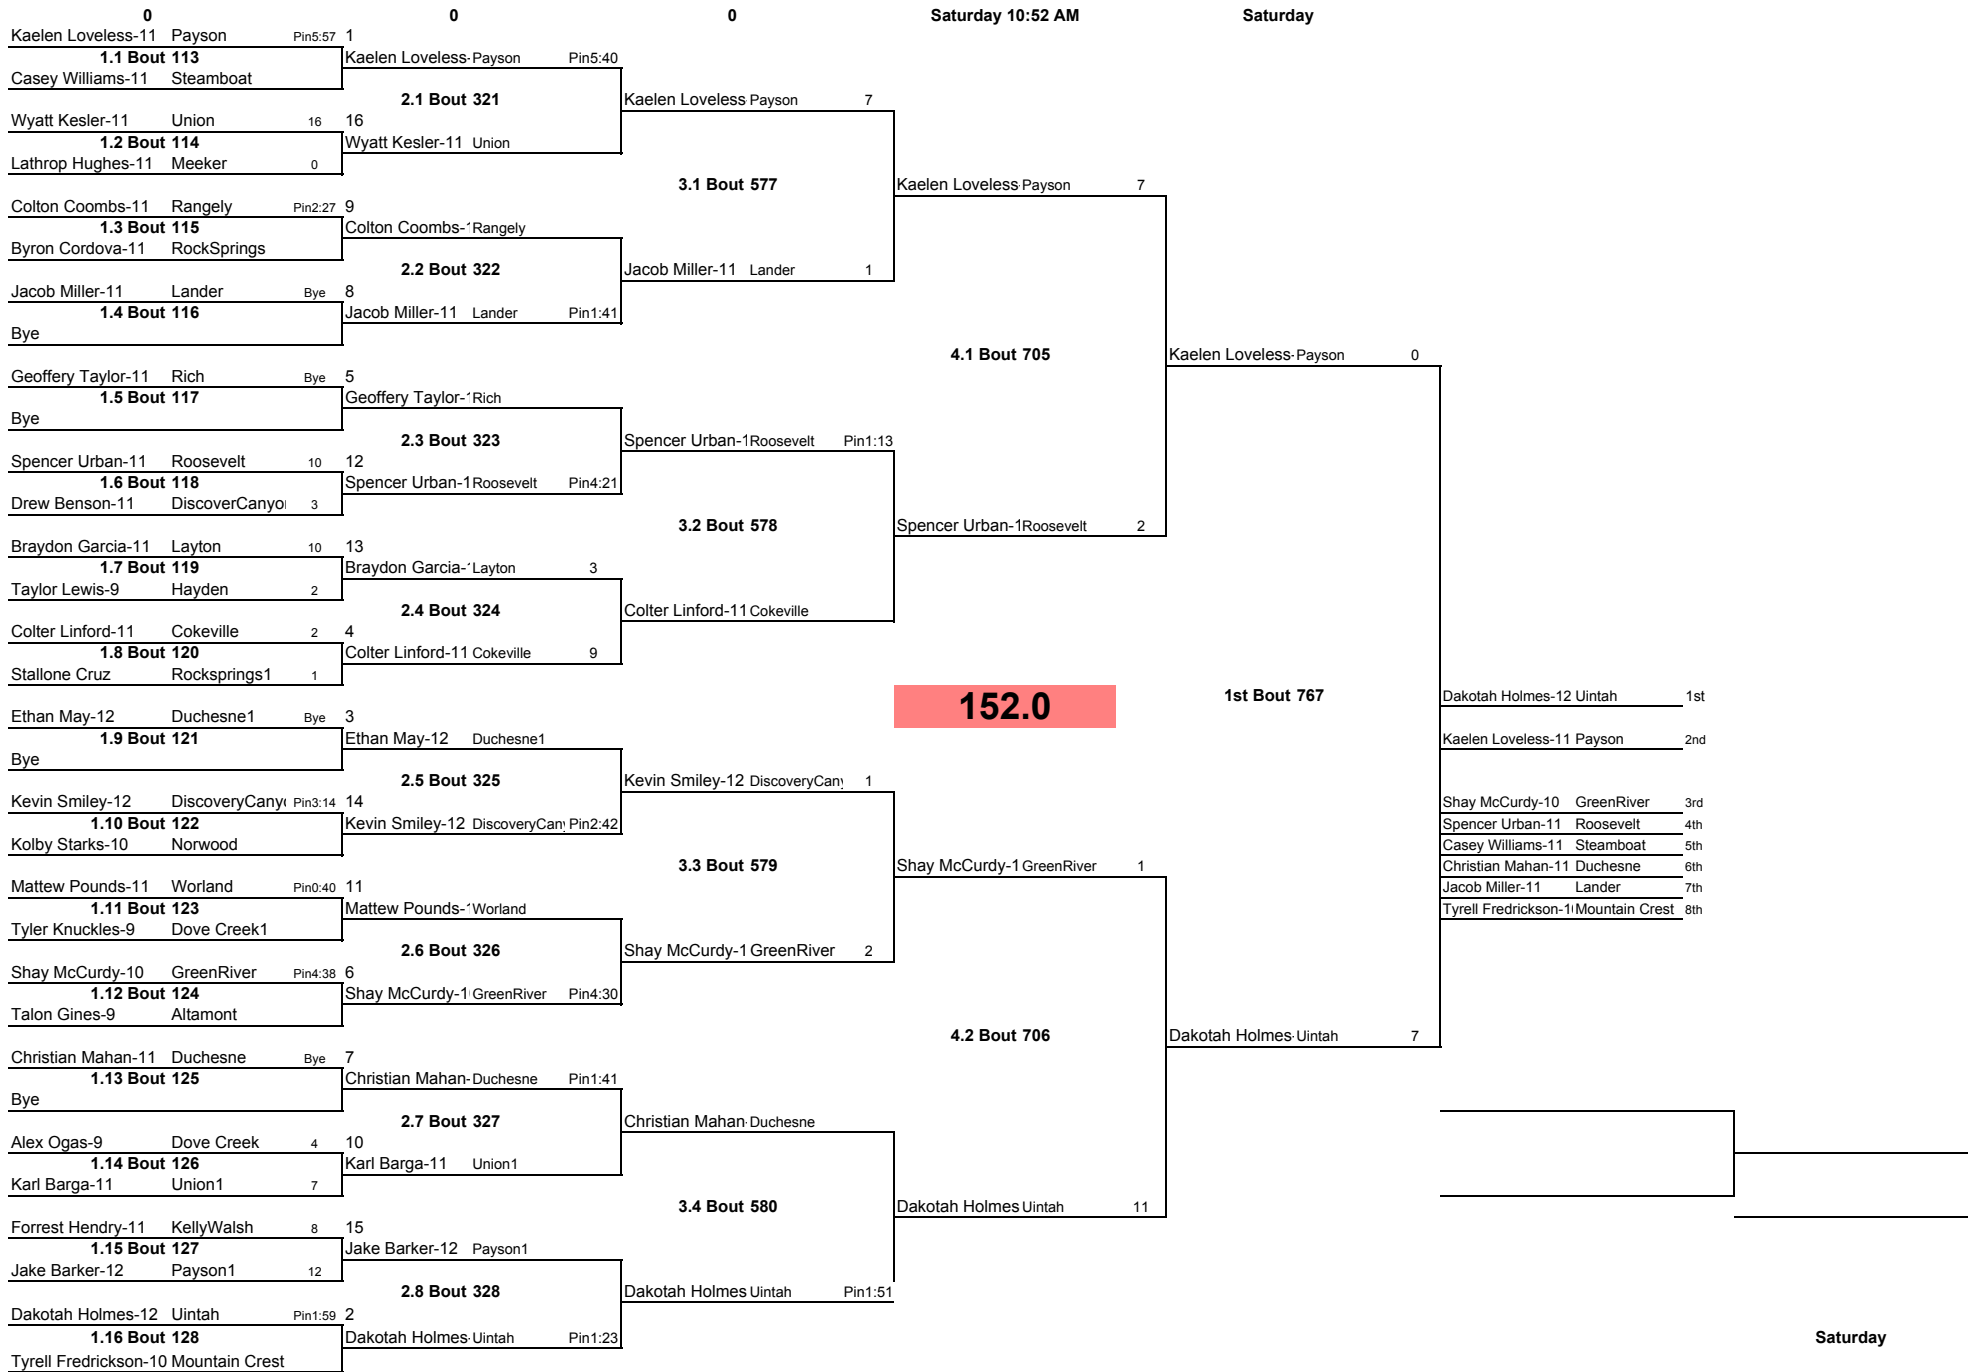 0 0 0 Saturday 10:52 AM Saturday
Kaelen Loveless-11 Payson Pin5:57 1
1.1 Bout 113 Kaelen Loveless- Payson Pin5:40
Casey Williams-11 Steamboat
2.1 Bout 321 Kaelen Loveless Payson 7
Wyatt Kesler-11 Union 16 16
1.2 Bout 114 Wyatt Kesler-11 Union
Lathrop Hughes-11 Meeker 0
3.1 Bout 577 Kaelen Loveless- Payson 7
Colton Coombs-11 Rangely Pin2:27 9
1.3 Bout 115 Colton Coombs-1 Rangely
Byron Cordova-11 RockSprings
2.2 Bout 322 Jacob Miller-11 Lander 1
Jacob Miller-11 Lander Bye 8
1.4 Bout 116 Jacob Miller-11 Lander Pin1:41
Bye
4.1 Bout 705 Kaelen Loveless- Payson 0
Geoffery Taylor-11 Rich Bye 5
1.5 Bout 117 Geoffery Taylor-1 Rich
Bye
2.3 Bout 323 Spencer Urban-1 Roosevelt Pin1:13
Spencer Urban-11 Roosevelt 10 12
1.6 Bout 118 Spencer Urban-1 Roosevelt Pin4:21
Drew Benson-11 DiscoverCanyo 3
3.2 Bout 578 Spencer Urban-1 Roosevelt 2
Braydon Garcia-11 Layton 10 13
1.7 Bout 119 Braydon Garcia-1 Layton 3
Taylor Lewis-9 Hayden 2
2.4 Bout 324 Colter Linford-11 Cokeville
Colter Linford-11 Cokeville 2 4
1.8 Bout 120 Colter Linford-11 Cokeville 9
Stallone Cruz Rocksprings1 1
152.0 1st Bout 767 Dakotah Holmes-12 Uintah 1st
Ethan May-12 Duchesne1 Bye 3
1.9 Bout 121 Ethan May-12 Duchesne1 Kaelen Loveless-11 Payson 2nd
Bye
2.5 Bout 325 Kevin Smiley-12 DiscoveryCany 1
Kevin Smiley-12 DiscoveryCany Pin3:14 14 Shay McCurdy-10 GreenRiver 3rd
1.10 Bout 122 Kevin Smiley-12 DiscoveryCany Pin2:42 Spencer Urban-11 Roosevelt 4th
Kolby Starks-10 Norwood Casey Williams-11 Steamboat 5th
3.3 Bout 579 Shay McCurdy-1 GreenRiver 1 Christian Mahan-11 Duchesne 6th
Mattew Pounds-11 Worland Pin0:40 11 Jacob Miller-11 Lander 7th
1.11 Bout 123 Mattew Pounds-1 Worland Tyrell Fredrickson-1 Mountain Crest 8th
Tyler Knuckles-9 Dove Creek1
2.6 Bout 326 Shay McCurdy-1 GreenRiver 2
Shay McCurdy-10 GreenRiver Pin4:38 6
1.12 Bout 124 Shay McCurdy-1 GreenRiver Pin4:30
Talon Gines-9 Altamont
4.2 Bout 706 Dakotah Holmes- Uintah 7
Christian Mahan-11 Duchesne Bye 7
1.13 Bout 125 Christian Mahan- Duchesne Pin1:41
Bye
2.7 Bout 327 Christian Mahan- Duchesne
Alex Ogas-9 Dove Creek 4 10
1.14 Bout 126 Karl Barga-11 Union1
Karl Barga-11 Union1 7
3.4 Bout 580 Dakotah Holmes Uintah 11
Forrest Hendry-11 KellyWalsh 8 15
1.15 Bout 127 Jake Barker-12 Payson1
Jake Barker-12 Payson1 12
2.8 Bout 328 Dakotah Holmes Uintah Pin1:51
Dakotah Holmes-12 Uintah Pin1:59 2
1.16 Bout 128 Dakotah Holmes- Uintah Pin1:23 Saturday
Tyrell Fredrickson-10 Mountain Crest